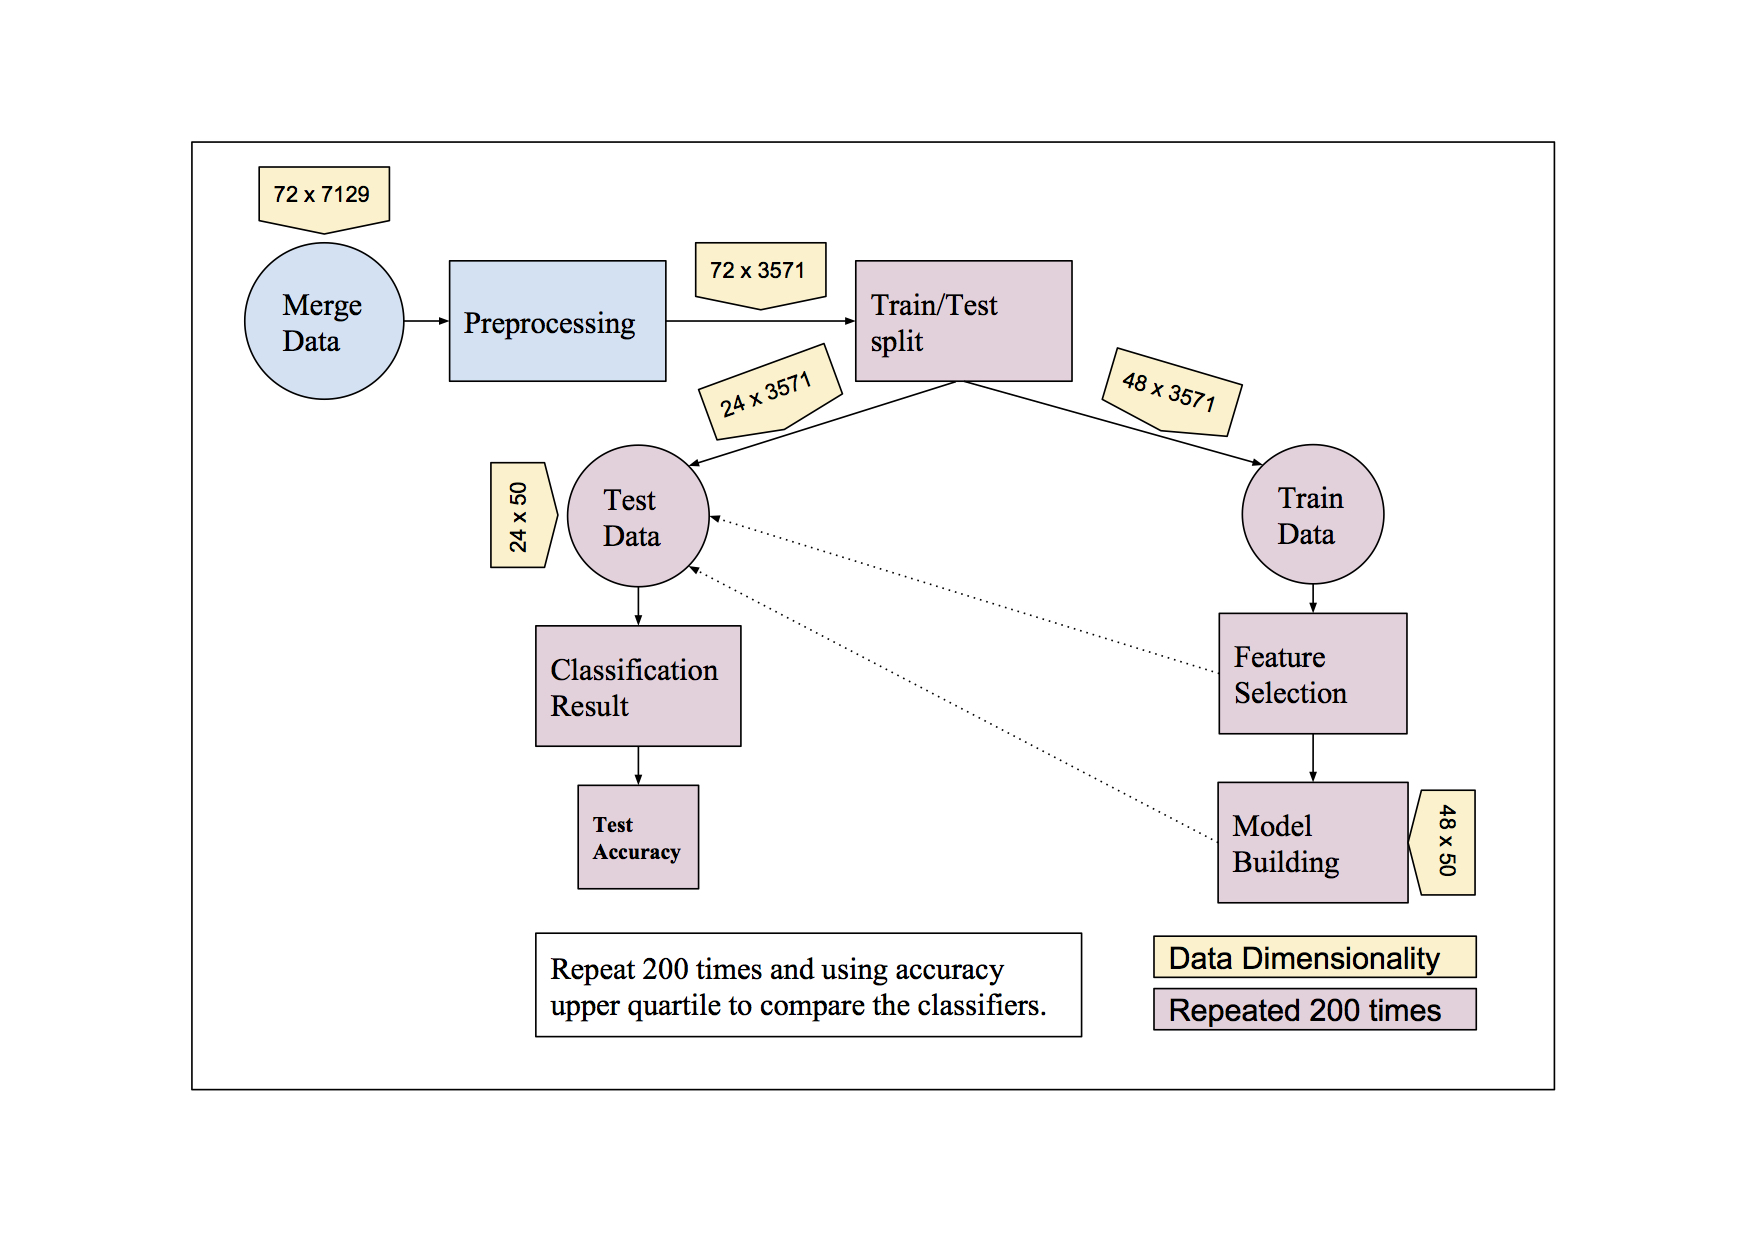 72 x 7129
Merge
Data
Preprocessing
72 x 3571
Train/Test
split
24 x 3571
48 x 3571
24 x 50
Test
Data
Train
Data
Classification
Result
Feature
Selection
Test
Accuracy
Model
Building
48 x 50
Repeat 200 times and using accuracy
upper quartile to compare the classifiers.
Data Dimensionality
Repeated 200 times